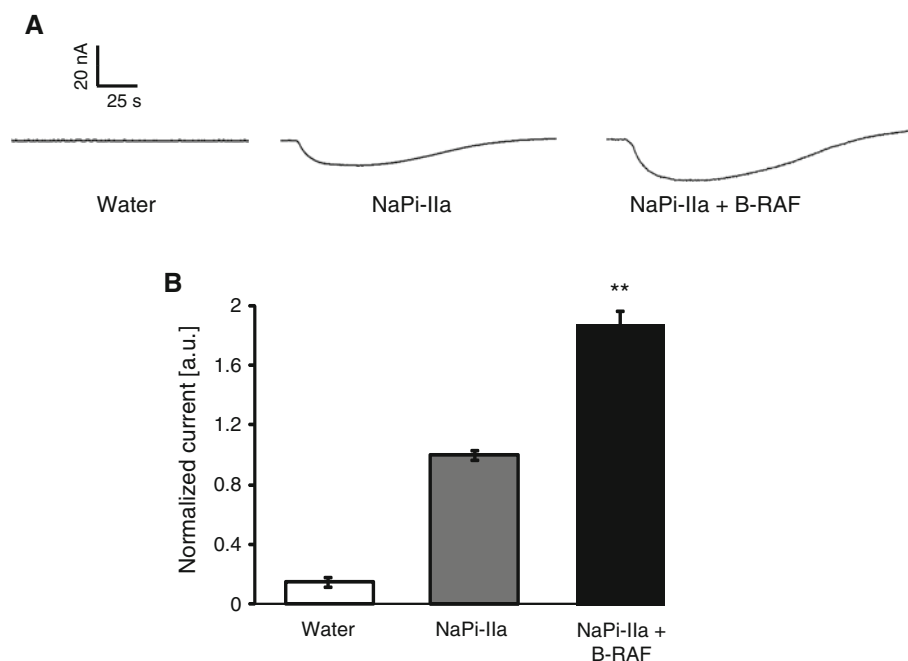 A
20 nA
25 s
Water
NaPi-IIa
NaPi-IIa + B-RAF
B
Normalized current [a.u.]
2
1.6
1.2
0.8
0.4
0
**
Water
NaPi-IIa
NaPi-IIa +
B-RAF